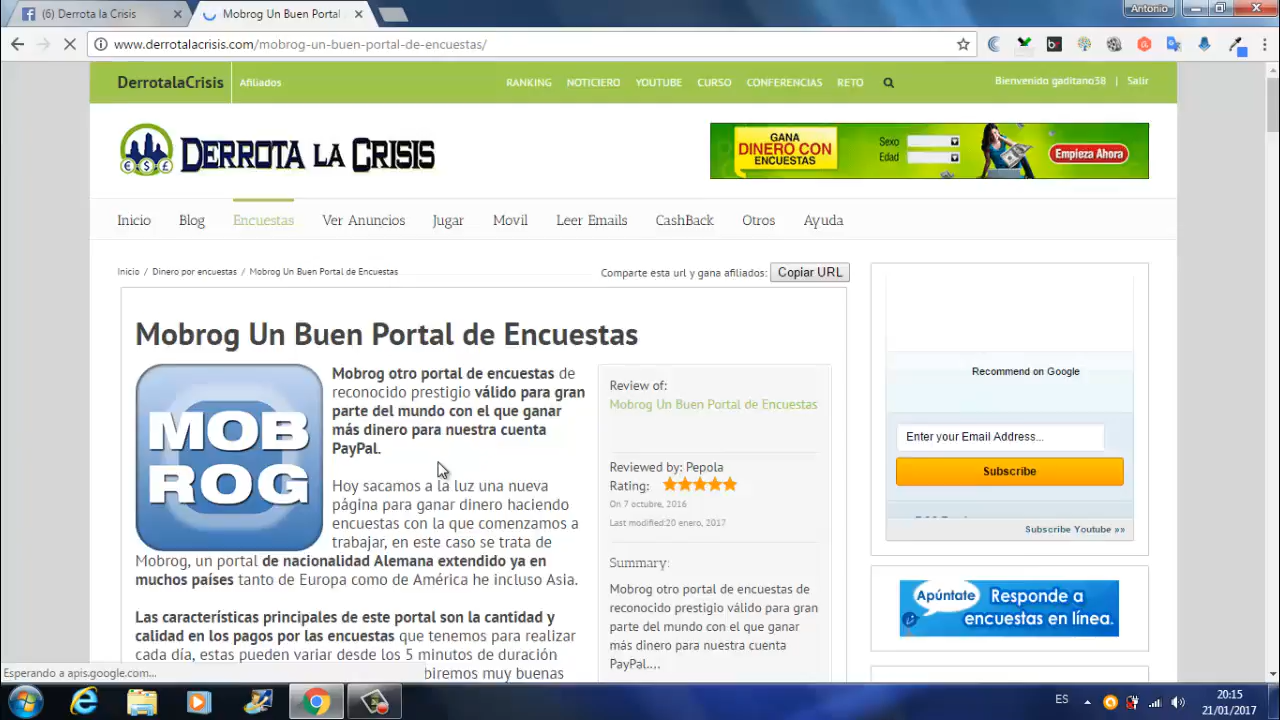 (6) Derrota la Crisis
Mobrog Un Buen Portal
Antonio
www.derrotalacrisis.com/mobrog-un-buen-portal-de-encuestas/
DerrotalaCrisis
Afiliados
RANKING NOTICIERO YOUTUBE CURSO CONFERENCIAS RETO
Bienvenido gaditano38 | Salir
DERROTA LA CRISIS
GANA
DINERO CON
ENCUESTAS
Sexo
Edad
Empieza Ahora
Inicio Blog Encuestas Ver Anuncios Jugar Movil Leer Emails CashBack Otros Ayuda
Inicio / Dinero por encuestas / Mobrog Un Buen Portal de Encuestas
Comparte esta url y gana afiliados: Copiar URL
Mobrog Un Buen Portal de Encuestas
MOB
ROG
Mobrog otro portal de encuestas de
reconocido prestigio válido para gran
parte del mundo con el que ganar
más dinero para nuestra cuenta
PayPal.
Hoy sacamos a la luz una nueva
página para ganar dinero haciendo
encuestas con la que comenzamos a
trabajar, en este caso se trata de
Mobrog, un portal de nacionalidad Alemana extendido ya en
muchos países tanto de Europa como de América he incluso Asia.
Las características principales de este portal son la cantidad y
calidad en los pagos por las encuestas que tenemos para realizar
cada día, estas pueden variar desde los 5 minutos de duración
biremos muy buenas
Review of:
Mobrog Un Buen Portal de Encuestas
Reviewed by: Pepola
Rating:
On 7 octubre, 2016
Last modified:20 enero, 2017
Summary:
Mobrog otro portal de encuestas de
reconocido prestigio válido para gran
parte del mundo con el que ganar
más dinero para nuestra cuenta
PayPal....
Recommend on Google
Enter your Email Address...
Subscribe
Subscribe Youtube »»
Apúntate
Responde a
encuestas en línea.
Esperando a apis.google.com...
ES
20:15
21/01/2017